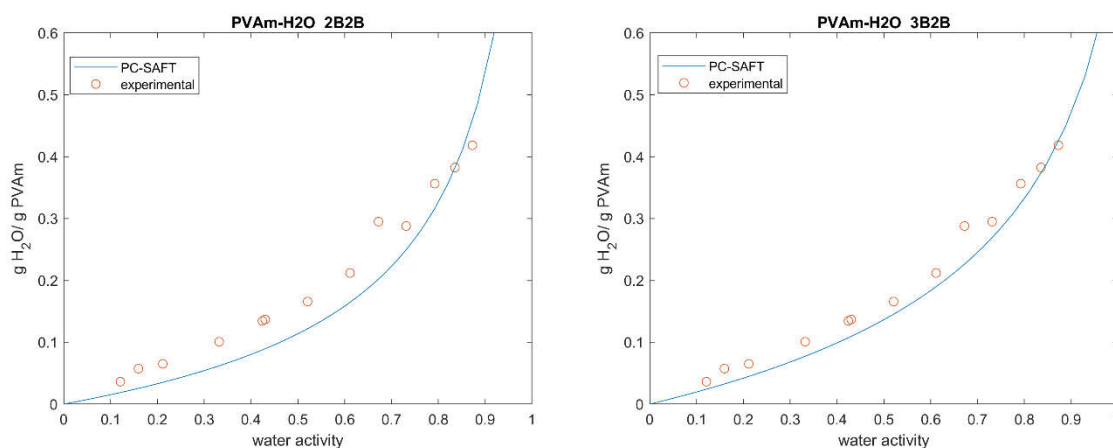 PVAm-H2O 2B2B
PC-SAFT
experimental
g H₂O/ g PVAm
0.6
0.5
0.4
0.3
0.2
0.1
0
0 0.1 0.2 0.3 0.4 0.5 0.6 0.7 0.8 0.9 1
water activity
PVAm-H2O 3B2B
PC-SAFT
experimental
g H₂O/ g PVAm
0.6
0.5
0.4
0.3
0.2
0.1
0
0 0.1 0.2 0.3 0.4 0.5 0.6 0.7 0.8 0.9
water activity